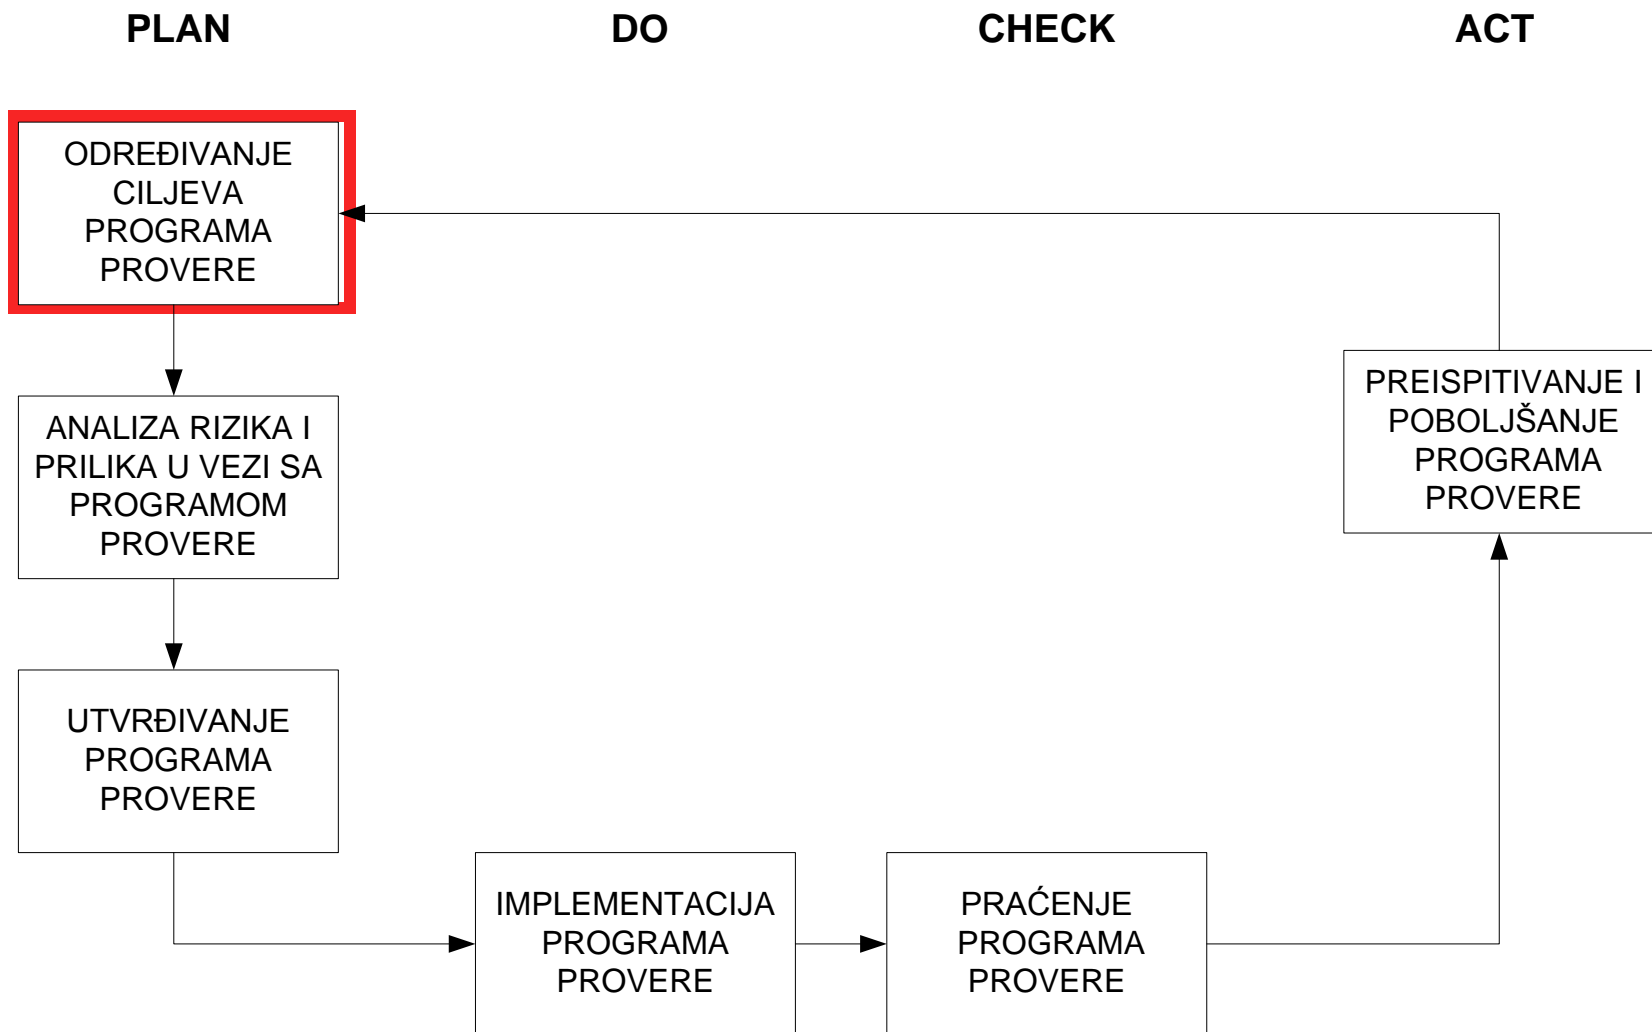 PLAN
DO
CHECK
ACT
ODREĐIVANJE
CILJEVA
PROGRAMA
PROVERE
ANALIZA RIZIKA I
PRILIKA U VEZI SA
PROGRAMOM
PROVERE
UTVRĐIVANJE
PROGRAMA
PROVERE
IMPLEMENTACIJA
PROGRAMA
PROVERE
PRAĆENJE
PROGRAMA
PROVERE
PREISPITIVANJE I
POBOLJŠANJE
PROGRAMA
PROVERE